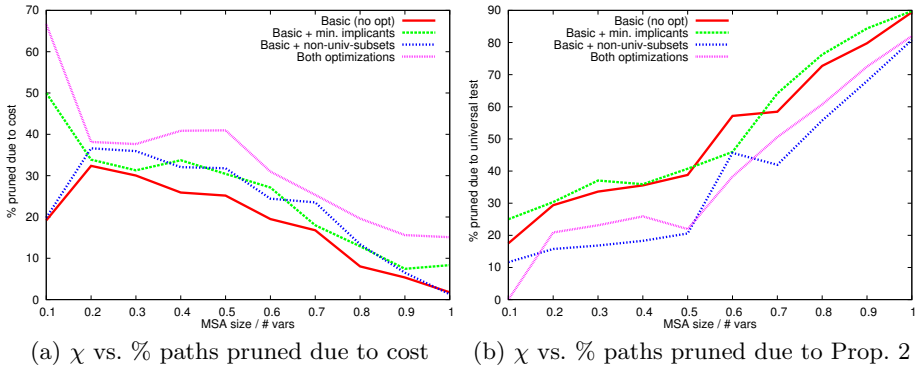 70
60
50
40
30
20
10
0
% pruned due to cost
Basic (no opt)
Basic + min. implicants
Basic + non-univ-subsets
Both optimizations
0.1 0.2 0.3 0.4 0.5 0.6 0.7 0.8 0.9 1
MSA size / # vars
(a) χ vs. % paths pruned due to cost
90
80
70
60
50
40
30
20
10
0
% pruned due to universal test
Basic (no opt)
Basic + min. implicants
Basic + non-univ-subsets
Both optimizations
0.1 0.2 0.3 0.4 0.5 0.6 0.7 0.8 0.9 1
MSA size / # vars
(b) χ vs. % paths pruned due to Prop. 2